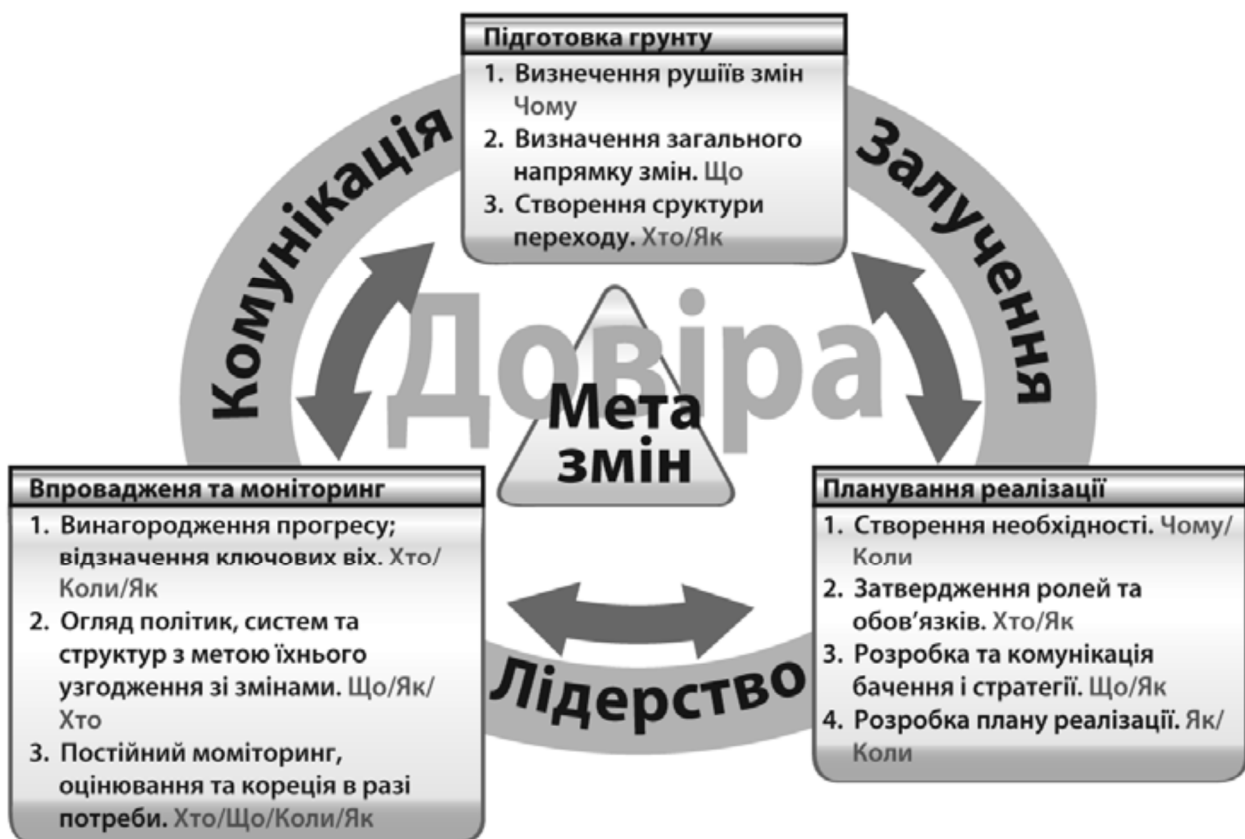 Підготовка грунту
1. Визнечення рушіїв змін
Чому
2. Визначення загального
напрямку змін. Що
3. Створення сруктури
переходу. Хто/Як
Комунікація
Залучення
Довіра
Мета
змін
Впровадженя та моніторинг
1. Винагородження прогресу;
відзначення ключових віх. Хто/
Коли/Як
2. Огляд політик, систем та
структур з метою їхнього
узгодження зі змінами. Що/Як/
Хто
3. Постійний моміторинг,
оцінювання та кореція в разі
потреби. Хто/Що/Коли/Як
Лідерство
Планування реалізації
1. Створення необхідності. Чому/
Коли
2. Затвердження ролей та
обов’язків. Хто/Як
3. Розробка та комунікація
бачення і стратегії. Що/Як
4. Розробка плану реалізації. Як/
Коли